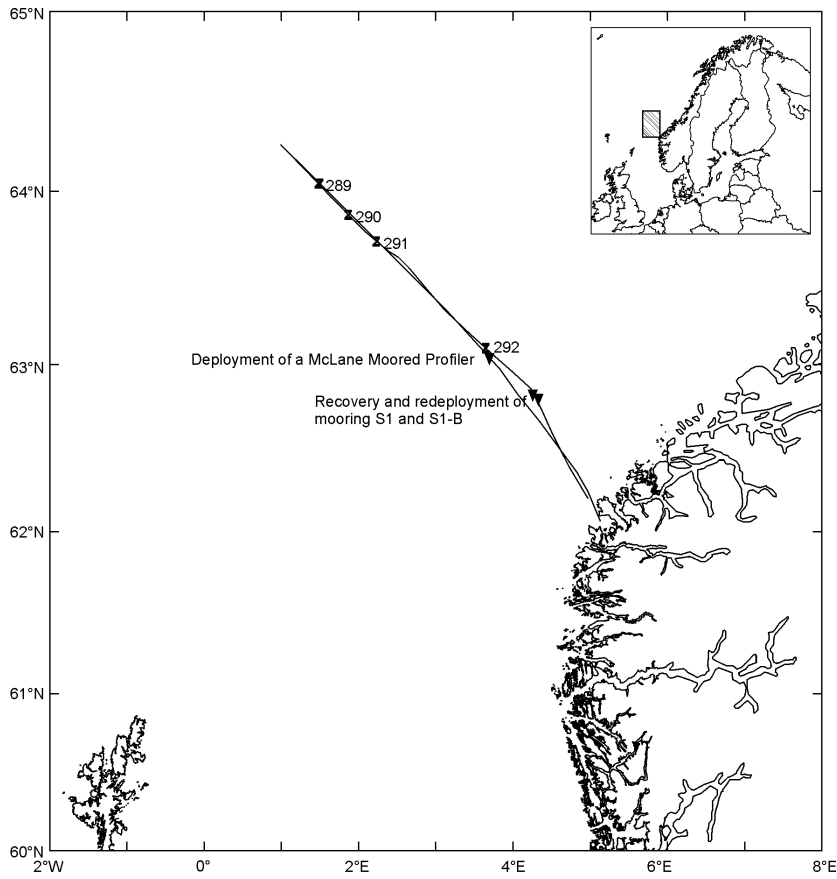 65°N
64°N
289
290
291
292
63°N
Deployment of a McLane Moored Profiler
Recovery and redeployment of
mooring S1 and S1-B
62°N
61°N
60°N
2°W
0°
2°E
4°E
6°E
8°E